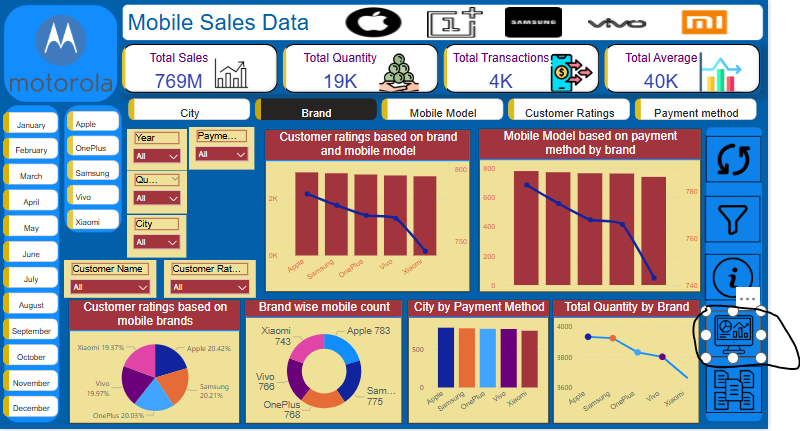 Mobile Sales Data
1+
SAMSUNG
vivo
mi
motorola
Total Sales
769M
Total Quantity
19K
Total Transactions
4K
Total Average
40K
City
Brand
Mobile Model
Customer Ratings
Payment method
January
February
March
April
May
June
July
August
September
October
November
December
Apple
OnePlus
Samsung
Vivo
Xiaomi
Year
All
Payme...
All
Qu...
All
City
All
Customer Name
All
Customer Rat...
All
Customer ratings based on brand
and mobile model
2K
0K
800
750
Apple
Samsung
OnePlus
Vivo
Xiaomi
Mobile Model based on payment
method by brand
800
600
400
200
0
780
760
740
i
...
Customer ratings based on
mobile brands
Xiaomi 19.37%
Apple 20.42%
Vivo
19.97%
Samsung
20.21%
OnePlus 20.03%
Brand wise mobile count
Xiaomi
743
Apple 783
Vivo
766
Sam...
775
OnePlus
768
City by Payment Method
500
0
Apple
Samsung
OnePlus
Vivo
Xiaomi
Total Quantity by Brand
4000
3800
3600
Apple
Samsung
OnePlus
Vivo
Xiaomi